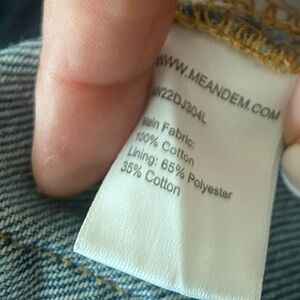 WWW.MEANDEM.COM
W22DJ304L
Main Fabric:
100% Cotton
Lining: 65% Polyester
35% Cotton